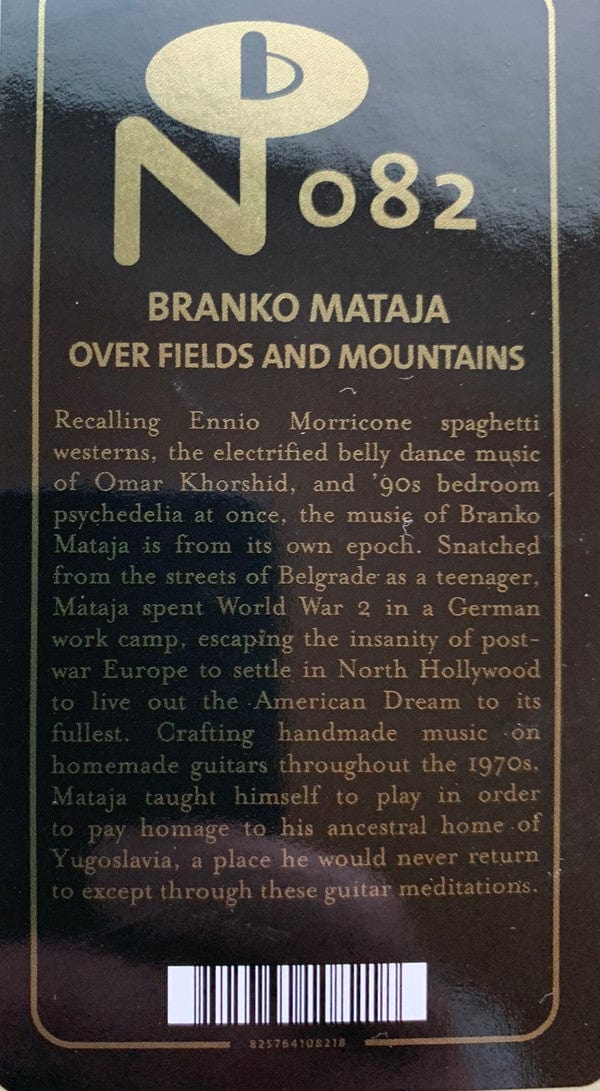 N 082
BRANKO MATAJA
OVER FIELDS AND MOUNTAINS
Recalling Ennio Morricone spaghetti
westerns, the electrified belly dance music
of Omar Khorshid, and ’90s bedroom
psychedelia at once, the music of Branko
Mataja is from its own epoch. Snatched
from the streets of Belgrade as a teenager,
Mataja spent World War 2 in a German
work camp, escaping the insanity of post-
war Europe to settle in North Hollywood
to live out the American Dream to its
fullest. Crafting handmade music on
homemade guitars throughout the 1970s,
Mataja taught himself to play in order
to pay homage to his ancestral home of
Yugoslavia, a place he would never return
to except through these guitar meditations.
825764108218